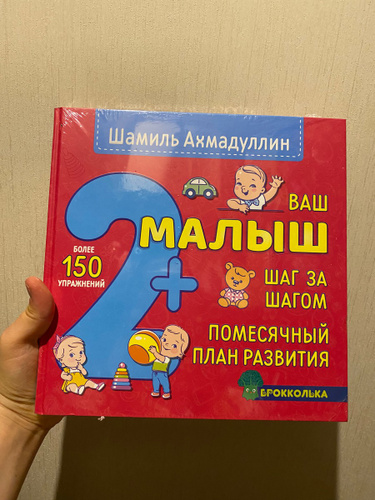 Шамиль Ахмадуллин
2+
ВАШ
МАЛЫШ
БОЛЕЕ
150
УПРАЖНЕНИЙ
ШАГ ЗА
ШАГОМ
ПОМЕСЯЧНЫЙ
ПЛАН РАЗВИТИЯ
БРОККОЛЬКА